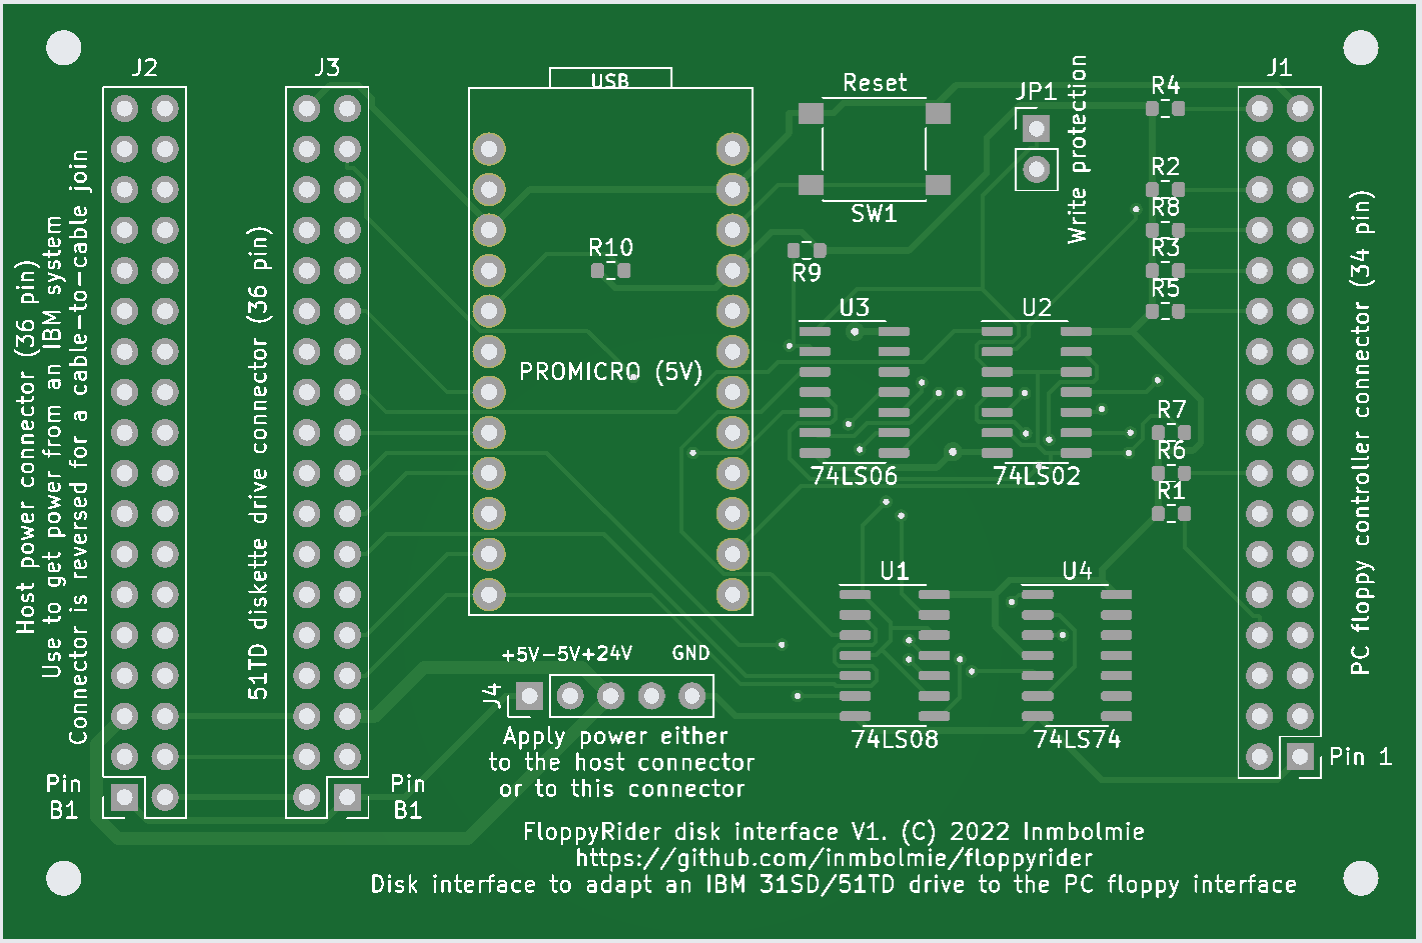 J2
J3
USB
Reset
JP1
R4
J1
Write protection
R2
SW1
R8
R10
R9
R3
R5
U3
U2
Host power connector (36 pin)
Use to get power from an IBM system
Connector is reversed for a cable-to-cable join
51TD diskette drive connector (36 pin)
PROMICRO (5V)
PC floppy controller connector (34 pin)
R7
R6
74LS06
74LS02
R1
U1
U4
+5V-5V+24V
GND
J4
74LS08
74LS74
Apply power either
to the host connector
or to this connector
Pin 1
Pin
B1
Pin
B1
FloppyRider disk interface V1. (C) 2022 Inmbolmie
https://github.com/inmbolmie/floppyrider
Disk interface to adapt an IBM 31SD/51TD drive to the PC floppy interface